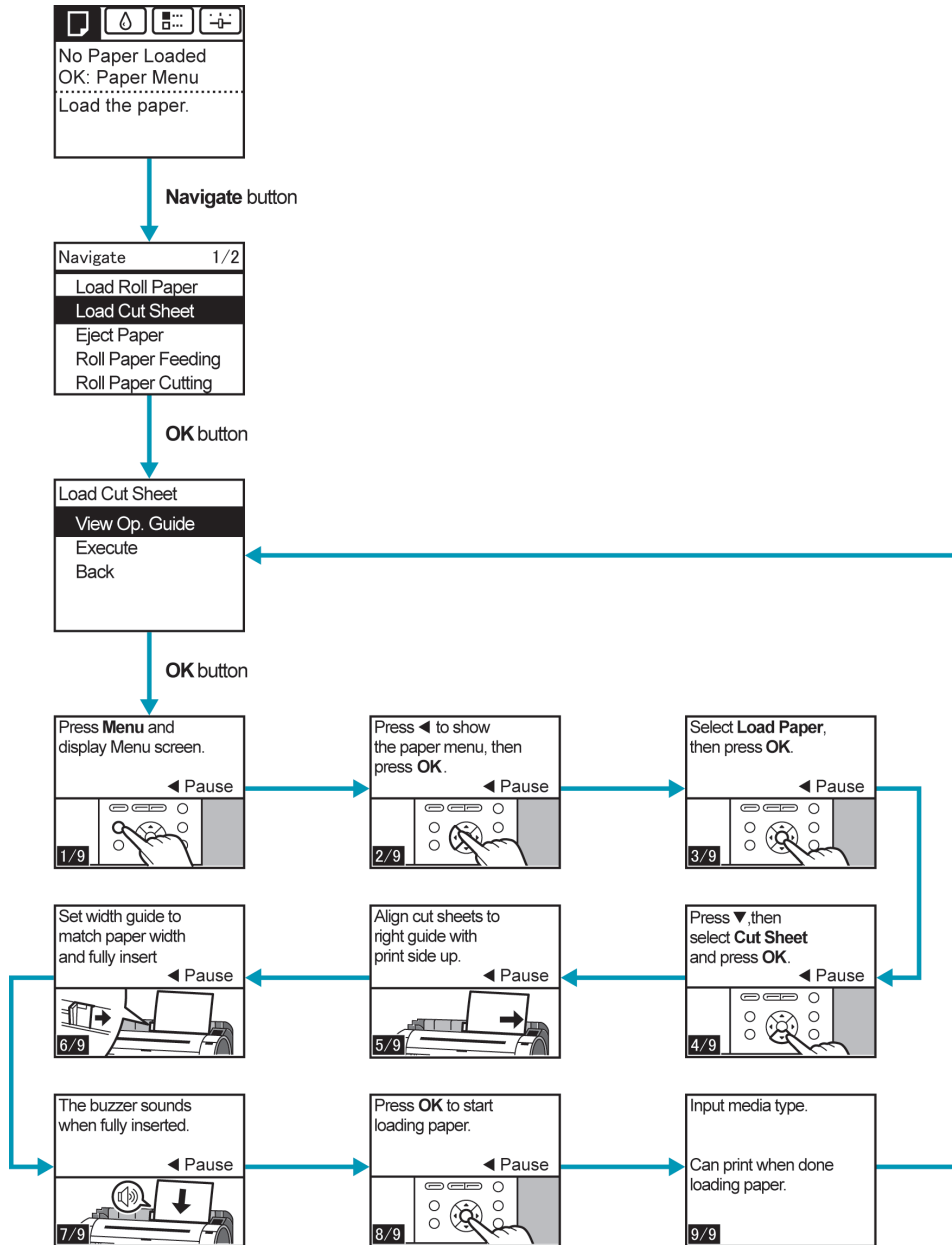 No Paper Loaded
OK: Paper Menu
Load the paper.
Navigate button
Navigate 1/2
Load Roll Paper
Load Cut Sheet
Eject Paper
Roll Paper Feeding
Roll Paper Cutting
OK button
Load Cut Sheet
View Op. Guide
Execute
Back
OK button
Press Menu and
display Menu screen.
◀ Pause
1/9
Press ◀ to show
the paper menu, then
press OK.
◀ Pause
2/9
Select Load Paper,
then press OK.
◀ Pause
3/9
Press ▼,then
select Cut Sheet
and press OK.
◀ Pause
4/9
Align cut sheets to
right guide with
print side up.
◀ Pause
5/9
Set width guide to
match paper width
and fully insert
◀ Pause
6/9
The buzzer sounds
when fully inserted.
◀ Pause
7/9
Press OK to start
loading paper.
◀ Pause
8/9
Input media type.
Can print when done
loading paper.
9/9